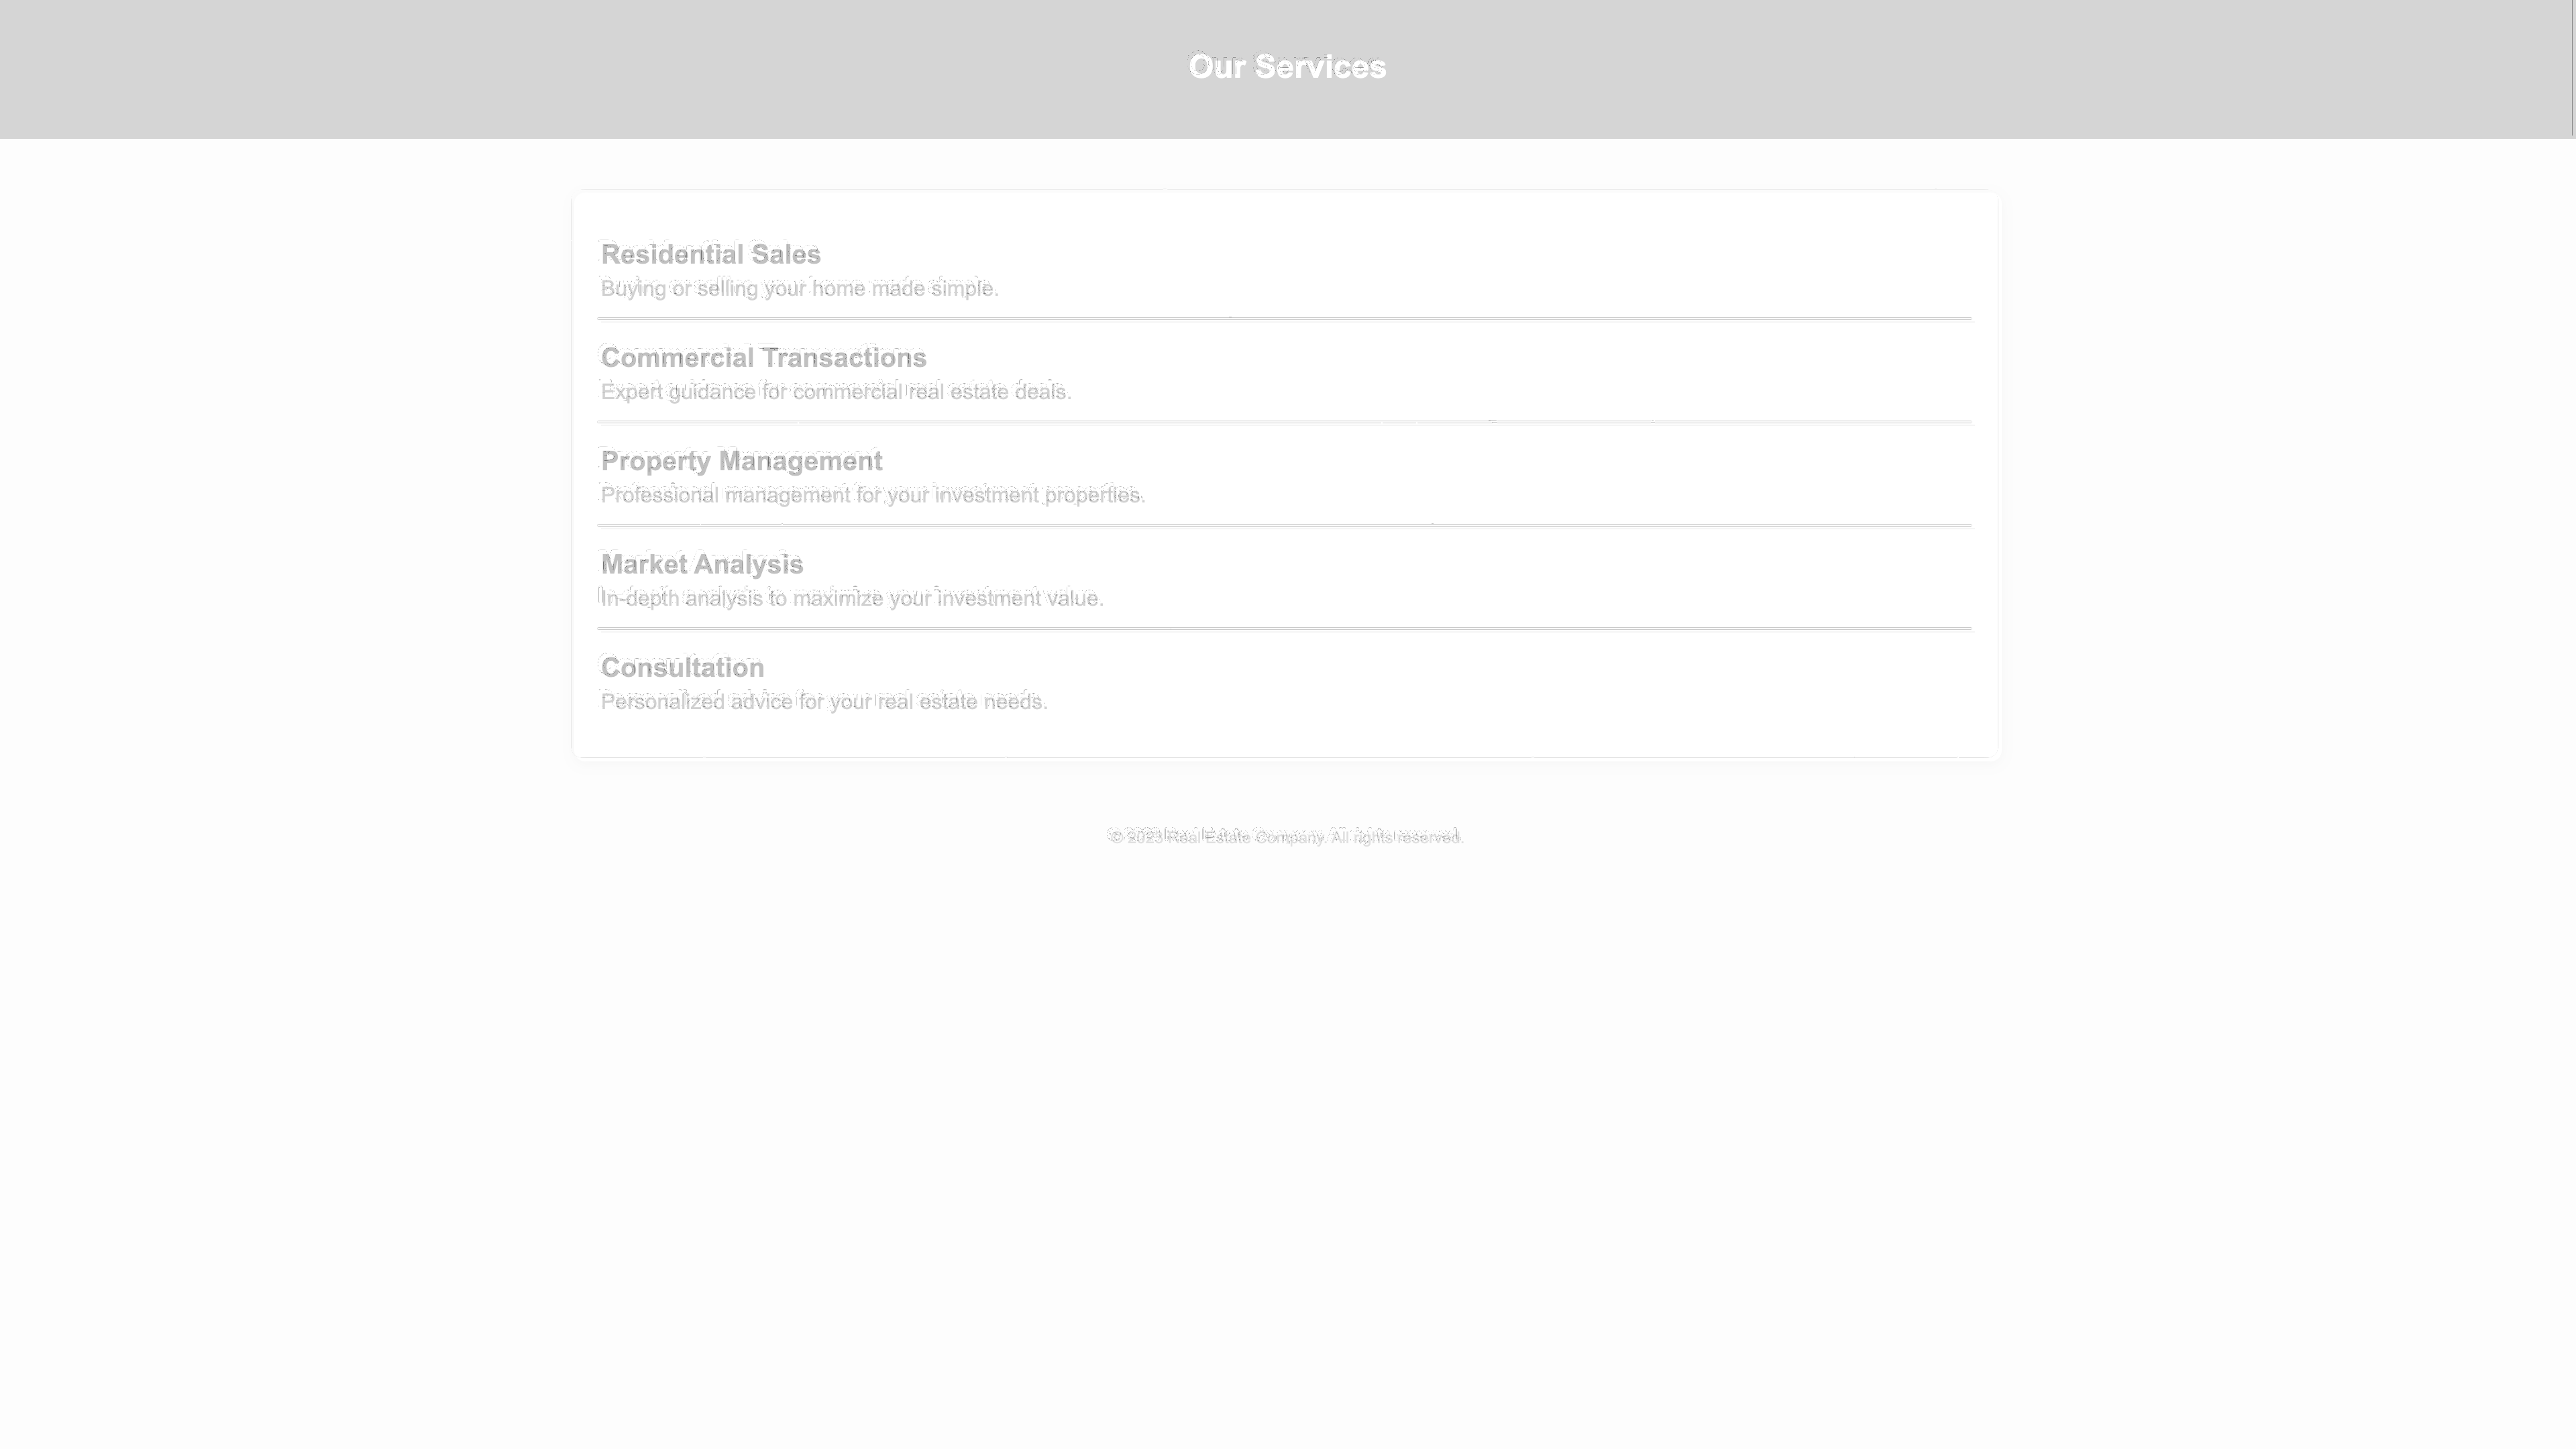 Our Services
Residential Sales
Buying or selling your home made simple.
Commercial Transactions
Expert guidance for commercial real estate deals.
Property Management
Professional management for your investment properties.
Market Analysis
In-depth analysis to maximize your investment value.
Consultation
Personalized advice for your real estate needs.
© 2023 Real Estate Company. All rights reserved.